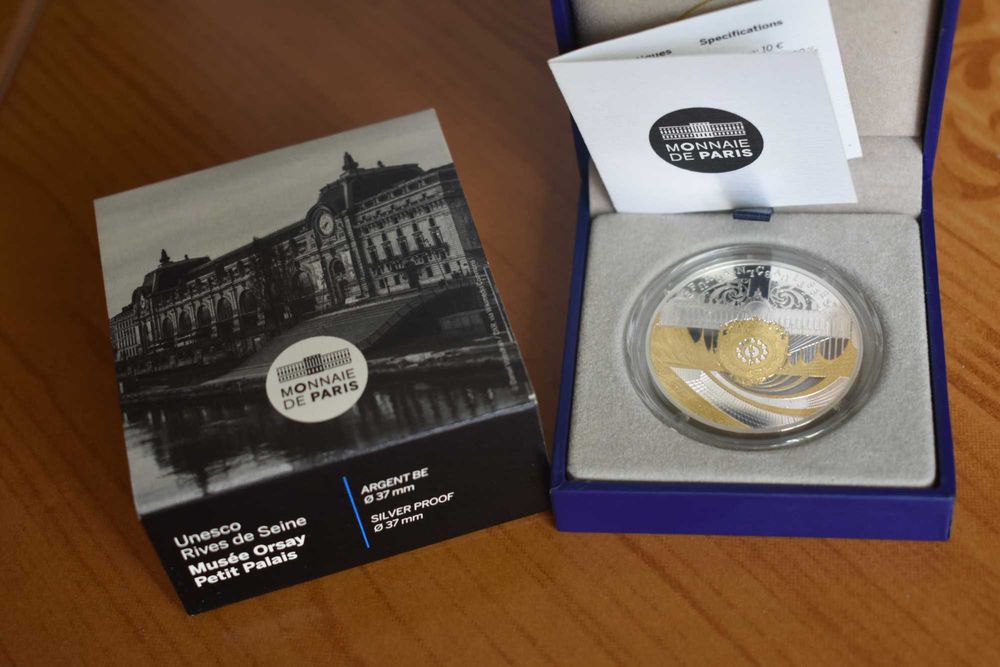 MONNAIE
DE PARIS
Unesco
Rives de Seine
Musée Orsay
Petit Palais
ARGENT BE
Ø 37 mm
SILVER PROOF
Ø 37 mm
Specifications
10 €
MONNAIE
DE PARIS